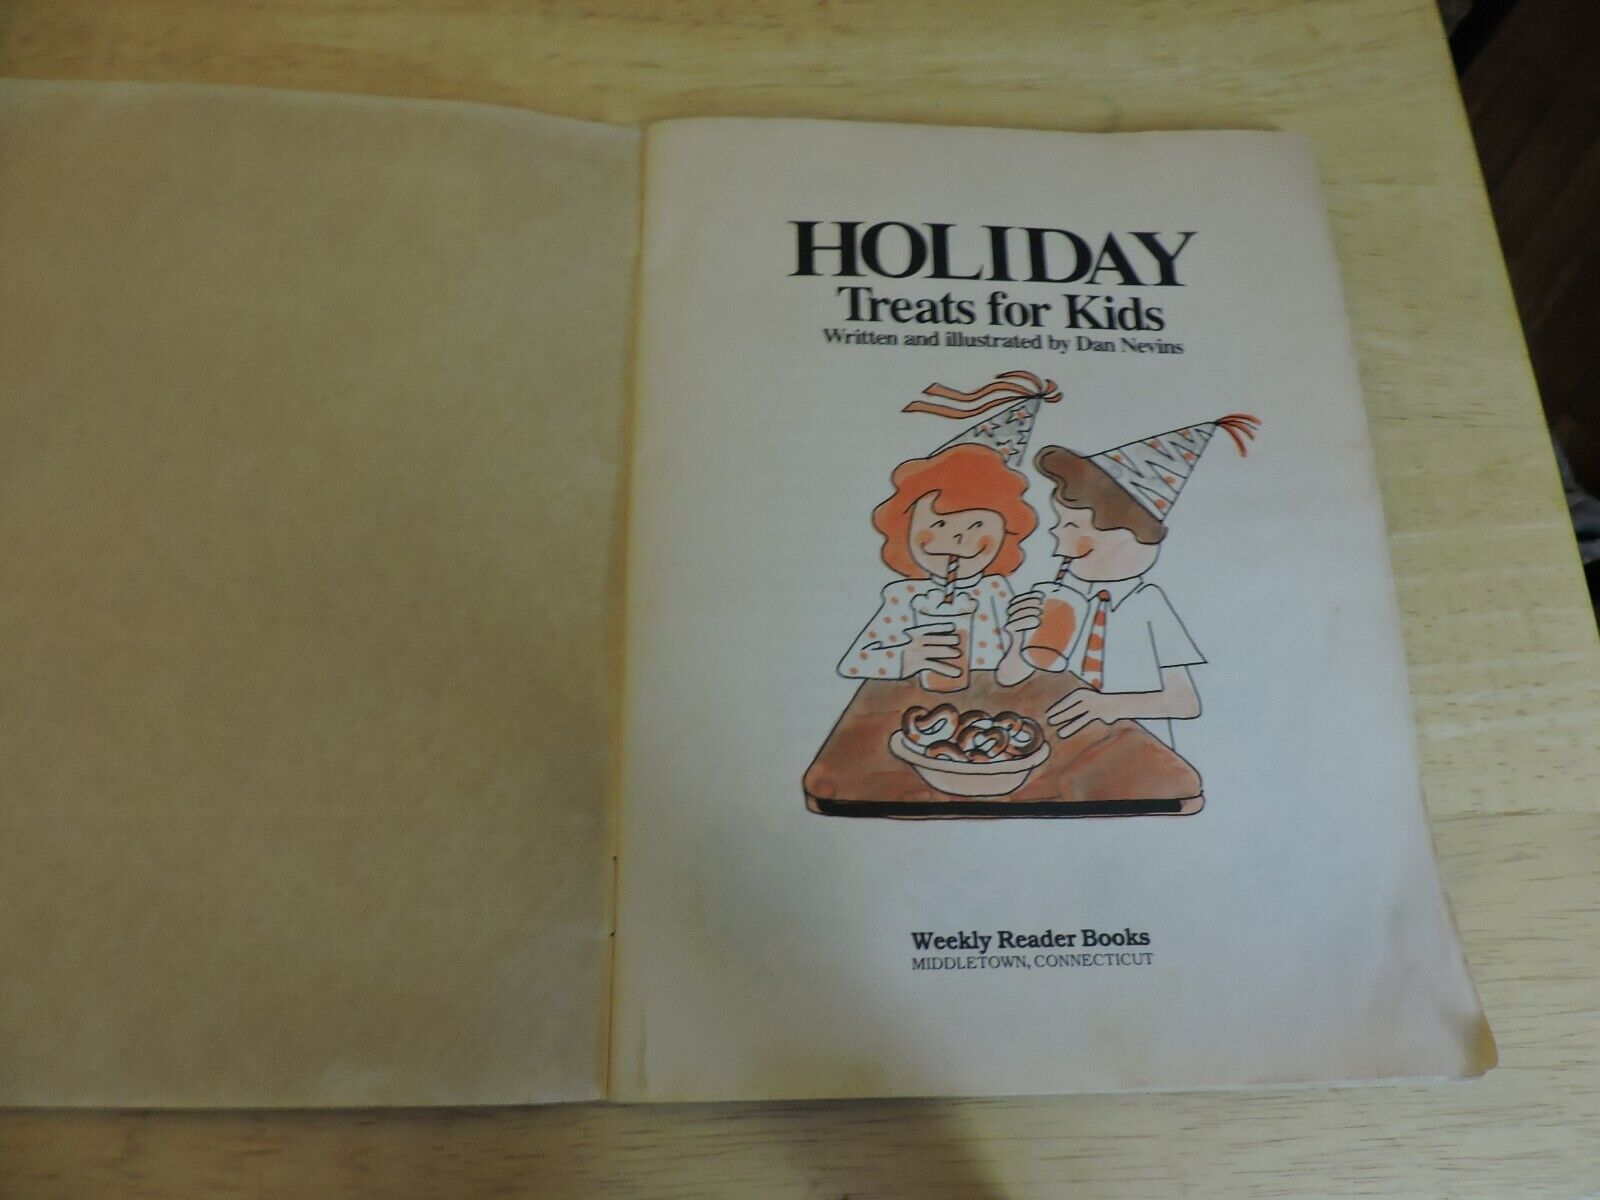 HOLIDAY
Treats for Kids
Written and illustrated by Dan Nevins
Weekly Reader Books
MIDDLETOWN, CONNECTICUT